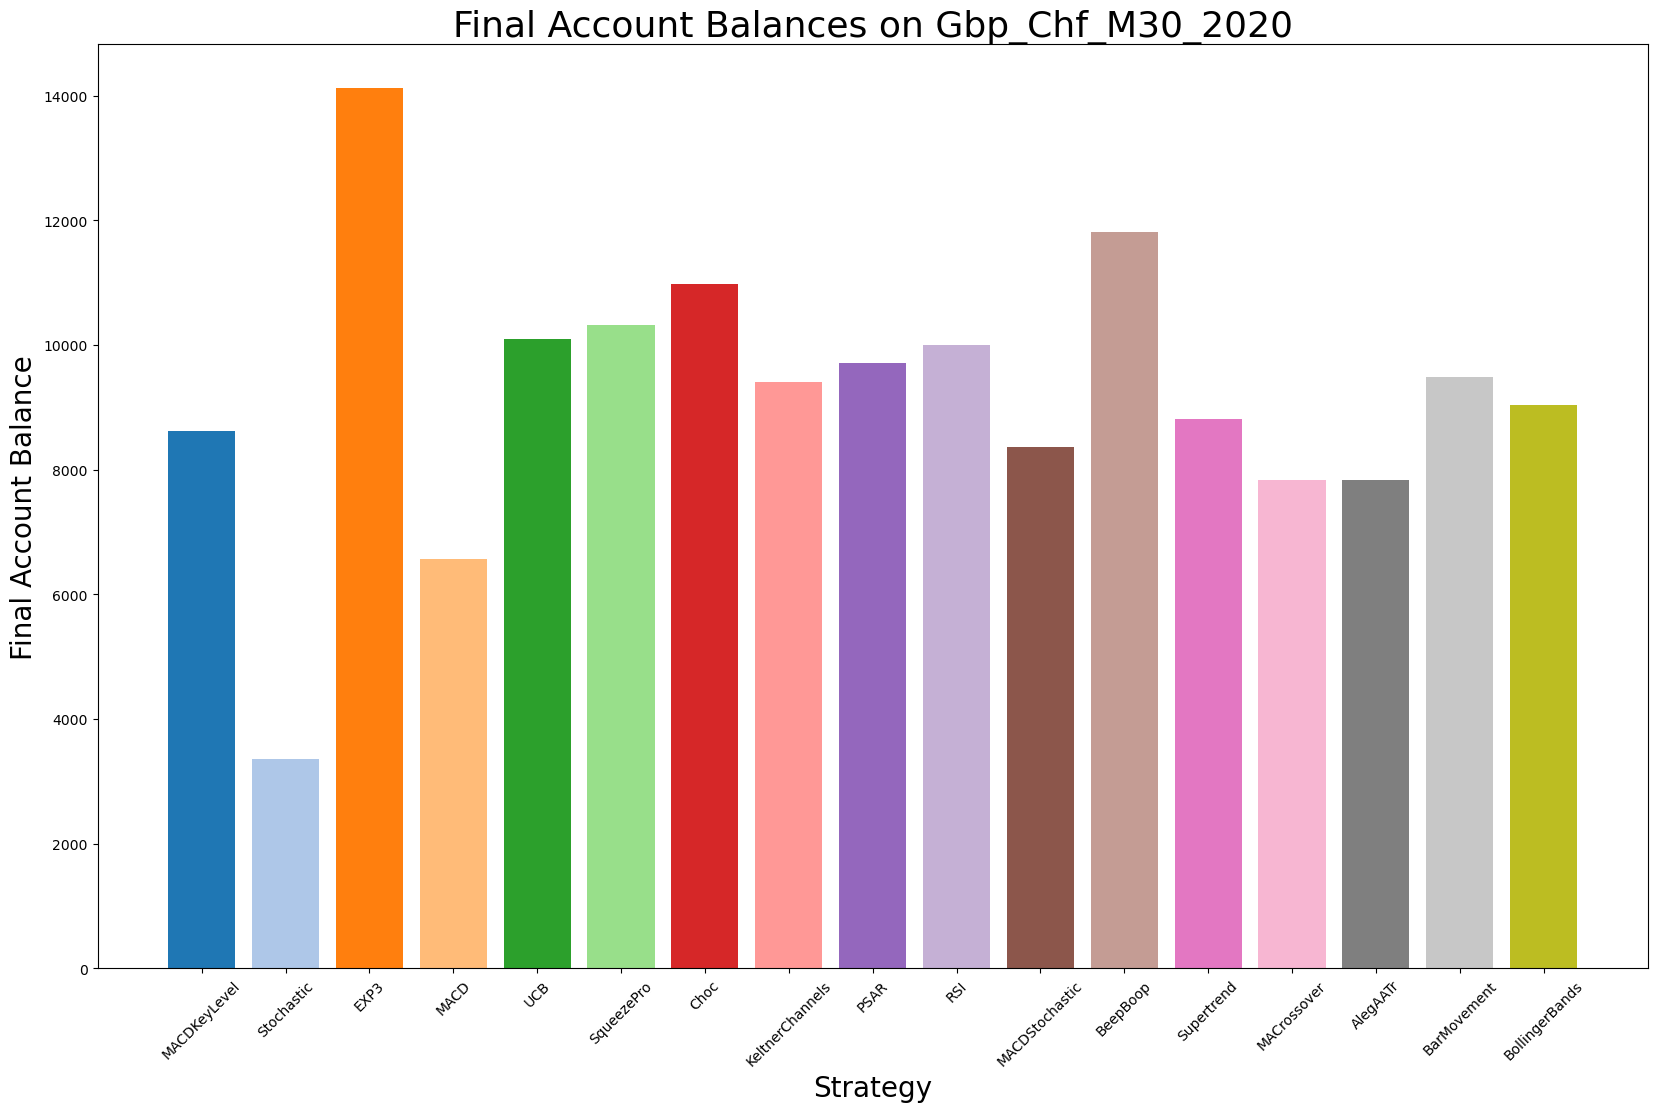 Final Account Balances on Gbp_Chf_M30_2020
Final Account Balance
14000
12000
10000
8000
6000
4000
2000
0
MACDKeyLevel
Stochastic
EXP3
MACD
UCB
SqueezePro
Choc
KeltnerChannels
PSAR
RSI
MACDStochastic
BeepBoop
Supertrend
MACrossover
AlegAATr
BarMovement
BollingerBands
Strategy